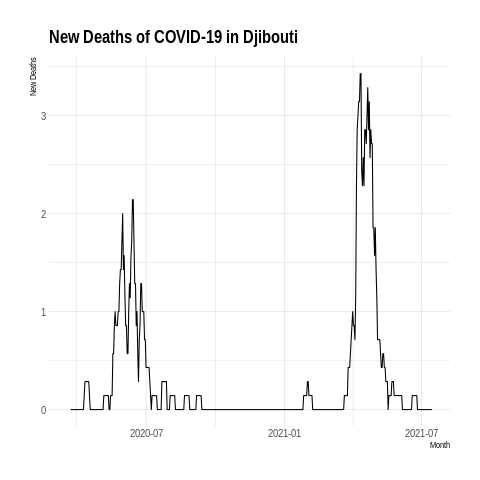 New Deaths of COVID-19 in Djibouti
New Deaths
3
2
1
0
2020-07
2021-01
2021-07
Month